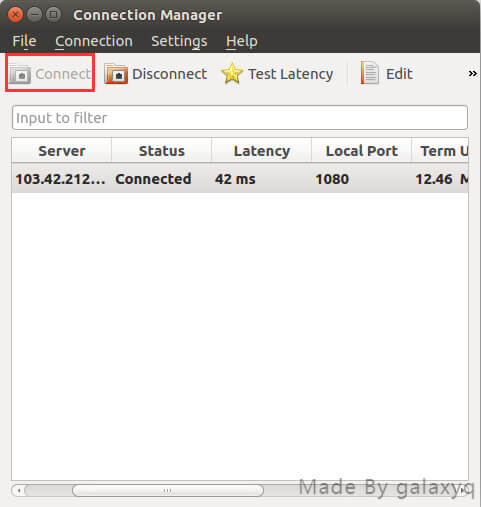 Connection Manager
File Connection Settings Help
Connect Disconnect Test Latency Edit »
Input to filter
Server Status Latency Local Port Term U
103.42.212... Connected 42 ms 1080 12.46 M
Made By galaxyq